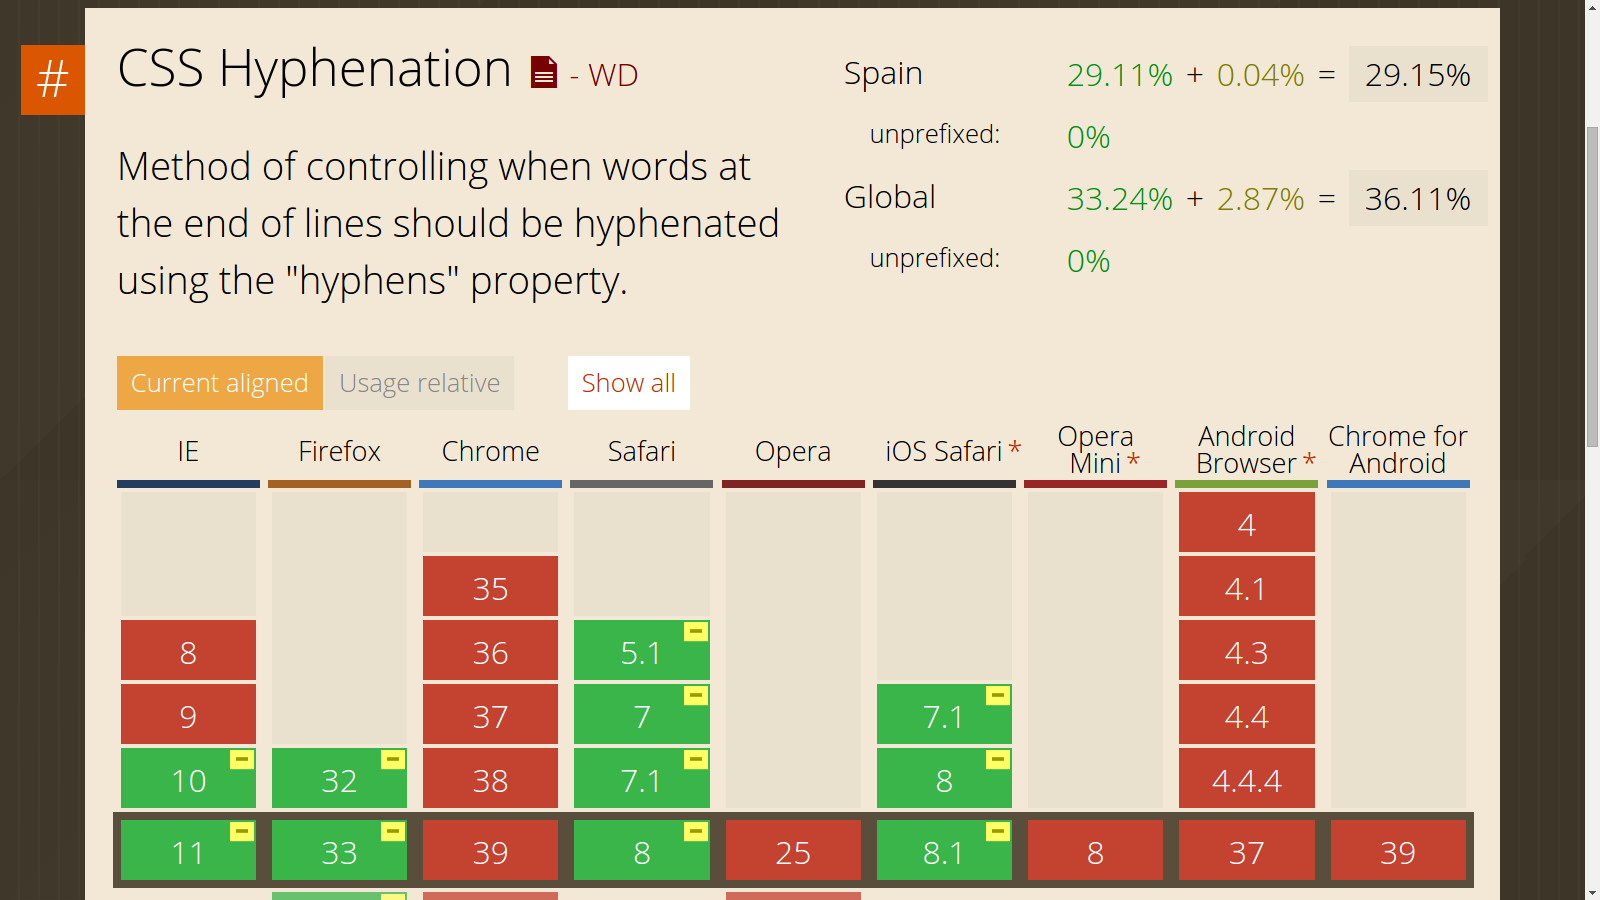 #
CSS Hyphenation - WD
Method of controlling when words at
the end of lines should be hyphenated
using the "hyphens" property.
Spain 29.11% + 0.04% = 29.15%
unprefixed: 0%
Global 33.24% + 2.87% = 36.11%
unprefixed: 0%
Current aligned Usage relative Show all
IE Firefox Chrome Safari Opera iOS Safari * Opera Mini * Android Browser * Chrome for Android
4
35 4.1
8 36 5.1 4.3
9 37 7 7.1 4.4
10 32 38 7.1 8 4.4.4
11 33 39 8 25 8.1 8 37 39